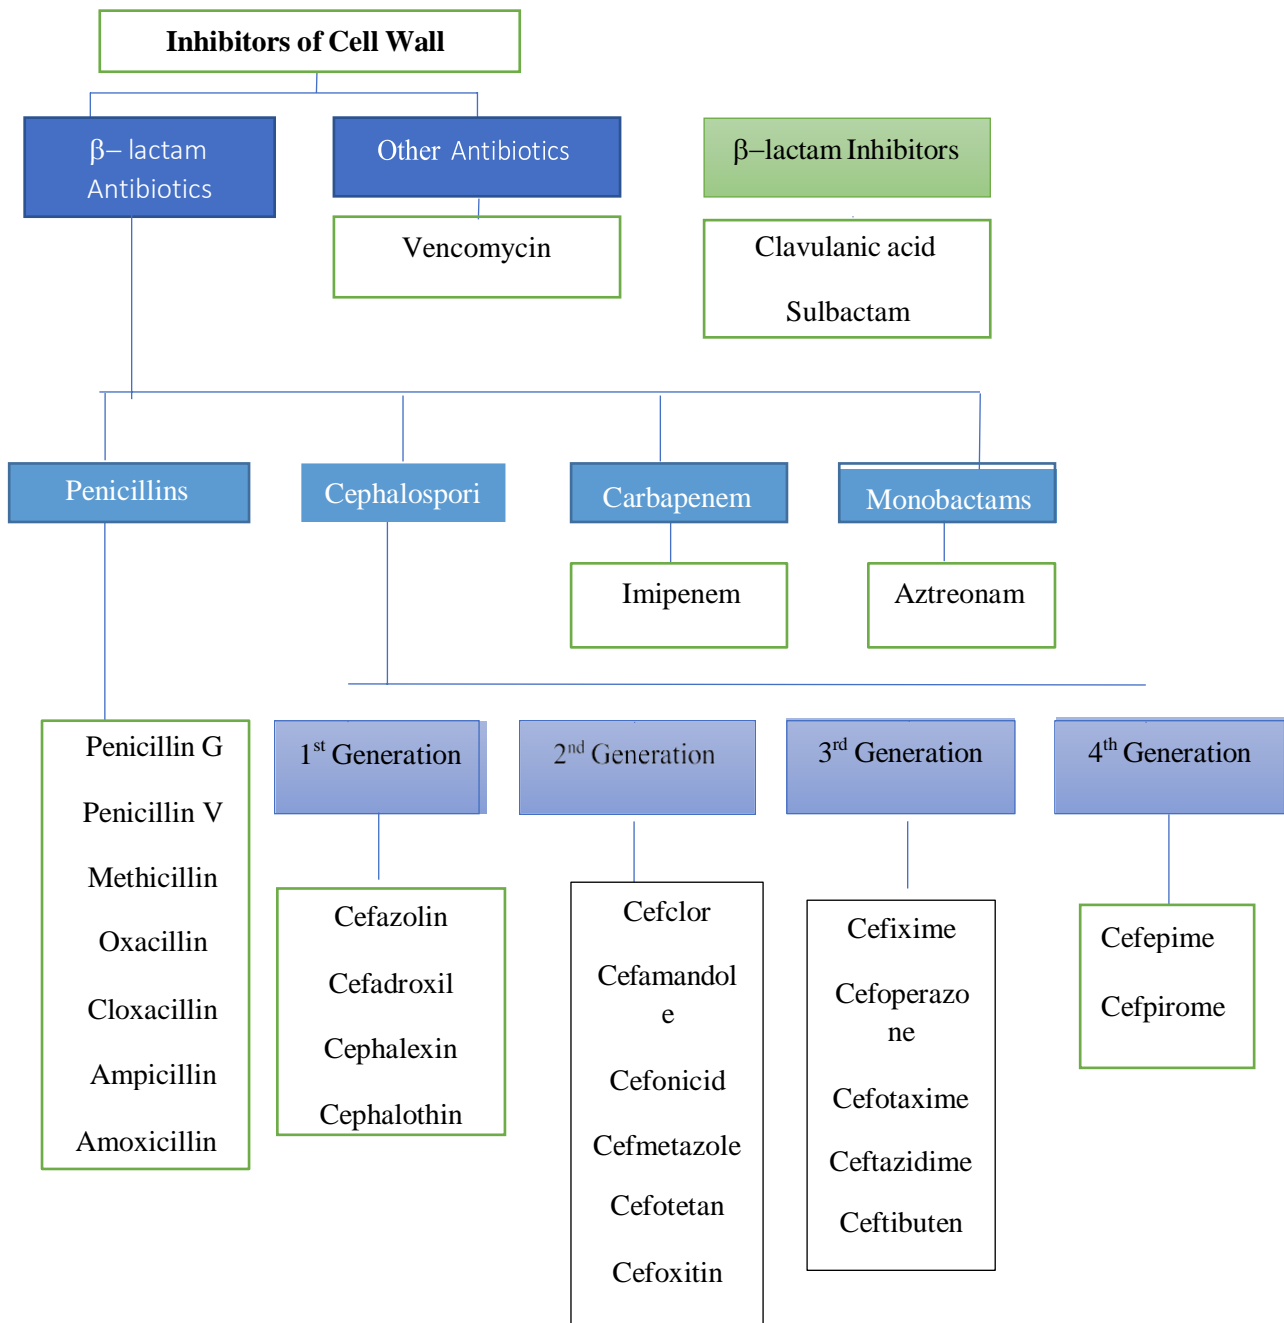 Inhibitors of Cell Wall
β– lactam
Antibiotics
Other Antibiotics
β–lactam Inhibitors
Vencomycin
Clavulanic acid
Sulbactam
Penicillins
Cephalospori
Carbapenem
Monobactams
Imipenem
Aztreonam
Penicillin G
Penicillin V
Methicillin
Oxacillin
Cloxacillin
Ampicillin
Amoxicillin
1st Generation
2nd Generation
3rd Generation
4th Generation
Cefazolin
Cefadroxil
Cephalexin
Cephalothin
Cefclor
Cefamandol
e
Cefonicid
Cefmetazole
Cefotetan
Cefoxitin
Cefixime
Cefoperazo
ne
Cefotaxime
Ceftazidime
Ceftibuten
Cefepime
Cefpirome